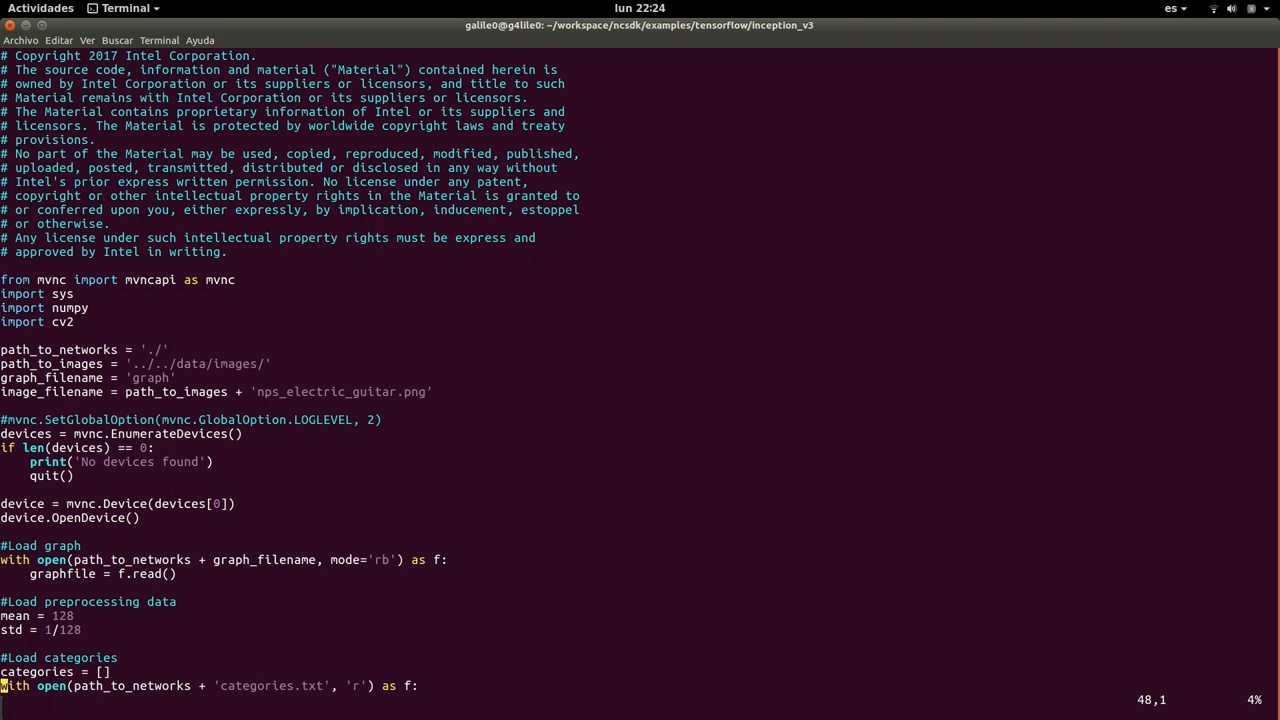 Actividades Terminal lun 22:24 es
galile0@g4lile0: ~/workspace/ncsdk/examples/tensorflow/inception_v3
Archivo Editar Ver Buscar Terminal Ayuda
# Copyright 2017 Intel Corporation.
# The source code, information and material ("Material") contained herein is
# owned by Intel Corporation or its suppliers or licensors, and title to such
# Material remains with Intel Corporation or its suppliers or licensors.
# The Material contains proprietary information of Intel or its suppliers and
# licensors. The Material is protected by worldwide copyright laws and treaty
# provisions.
# No part of the Material may be used, copied, reproduced, modified, published,
# uploaded, posted, transmitted, distributed or disclosed in any way without
# Intel's prior express written permission. No license under any patent,
# copyright or other intellectual property rights in the Material is granted to
# or conferred upon you, either expressly, by implication, inducement, estoppel
# or otherwise.
# Any license under such intellectual property rights must be express and
# approved by Intel in writing.
from mvnc import mvncapi as mvnc
import sys
import numpy
import cv2
path_to_networks = './'
path_to_images = '../../data/images/'
graph_filename = 'graph'
image_filename = path_to_images + 'nps_electric_guitar.png'
#mvnc.SetGlobalOption(mvnc.GlobalOption.LOGLEVEL, 2)
devices = mvnc.EnumerateDevices()
if len(devices) == 0:
    print('No devices found')
    quit()
device = mvnc.Device(devices[0])
device.OpenDevice()
#Load graph
with open(path_to_networks + graph_filename, mode='rb') as f:
    graphfile = f.read()
#Load preprocessing data
mean = 128
std = 1/128
#Load categories
categories = []
with open(path_to_networks + 'categories.txt', 'r') as f:
48,1 4%